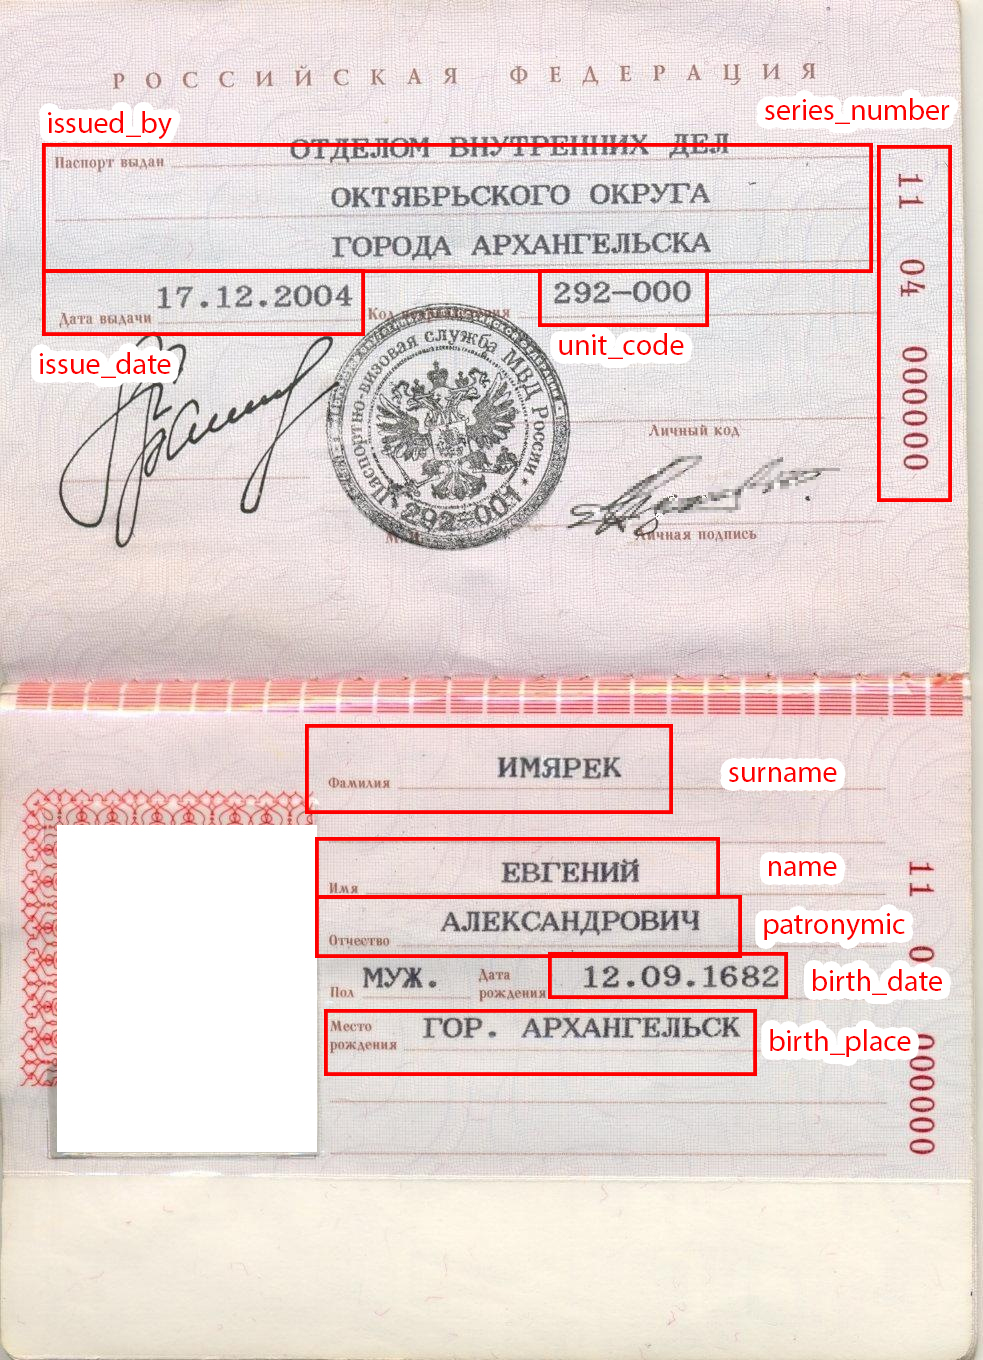 РОССИЙСКАЯ ФЕДЕРАЦИЯ
issued_by
series_number
Паспорт выдан ОТДЕЛОМ ВНУТРЕННИХ ДЕЛ
ОКТЯБРЬСКОГО ОКРУГА
ГОРОДА АРХАНГЕЛЬСКА
11 04 000000
Дата выдачи 17.12.2004 Код подразделения 292-000
issue_date
unit_code
Паспортно-визовая служба МВД России
292-001
Личный код
М.П.
Личная подпись
Фамилия ИМЯРЕК
surname
Имя ЕВГЕНИЙ
name
Отчество АЛЕКСАНДРОВИЧ
patronymic
Пол МУЖ. Дата рождения 12.09.1682
birth_date
Место рождения ГОР. АРХАНГЕЛЬСК
birth_place
11 0 000000